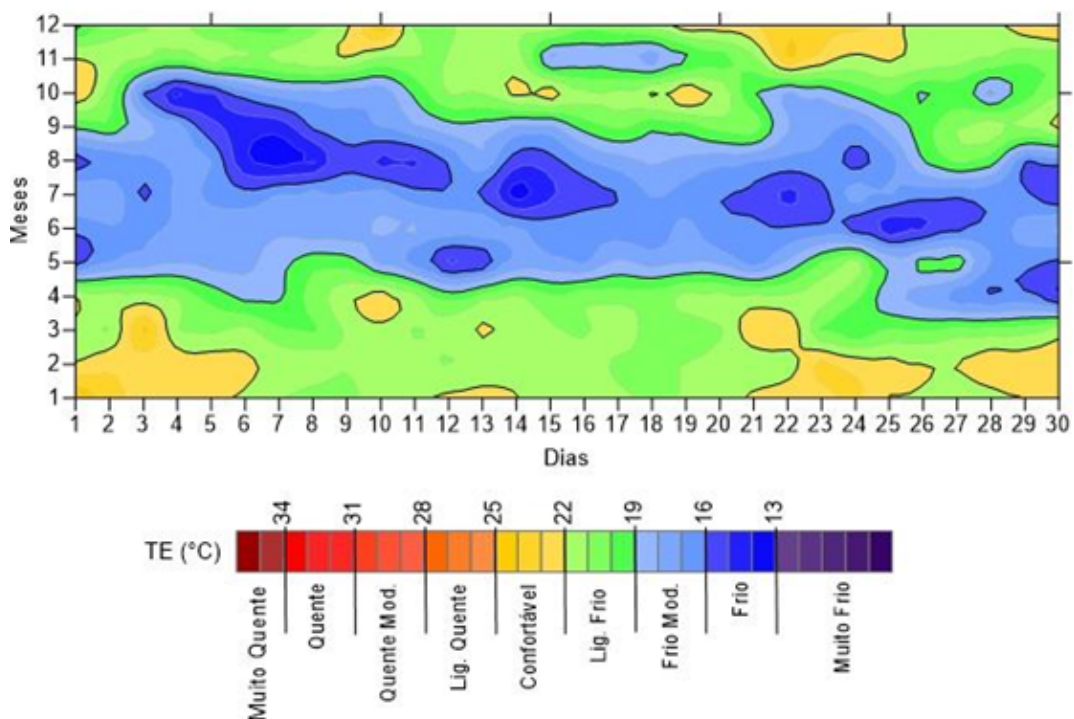 12
11
10
9
8
7
6
5
4
3
2
1
Meses
1 2 3 4 5 6 7 8 9 10 11 12 13 14 15 16 17 18 19 20 21 22 23 24 25 26 27 28 29 30
Dias
34 31 28 25 22 19 16 13
TE (°C)
Muito Quente
Quente
Quente Mod.
Lig. Quente
Confortável
Lig. Frio
Frio Mod.
Frio
Muito Frio